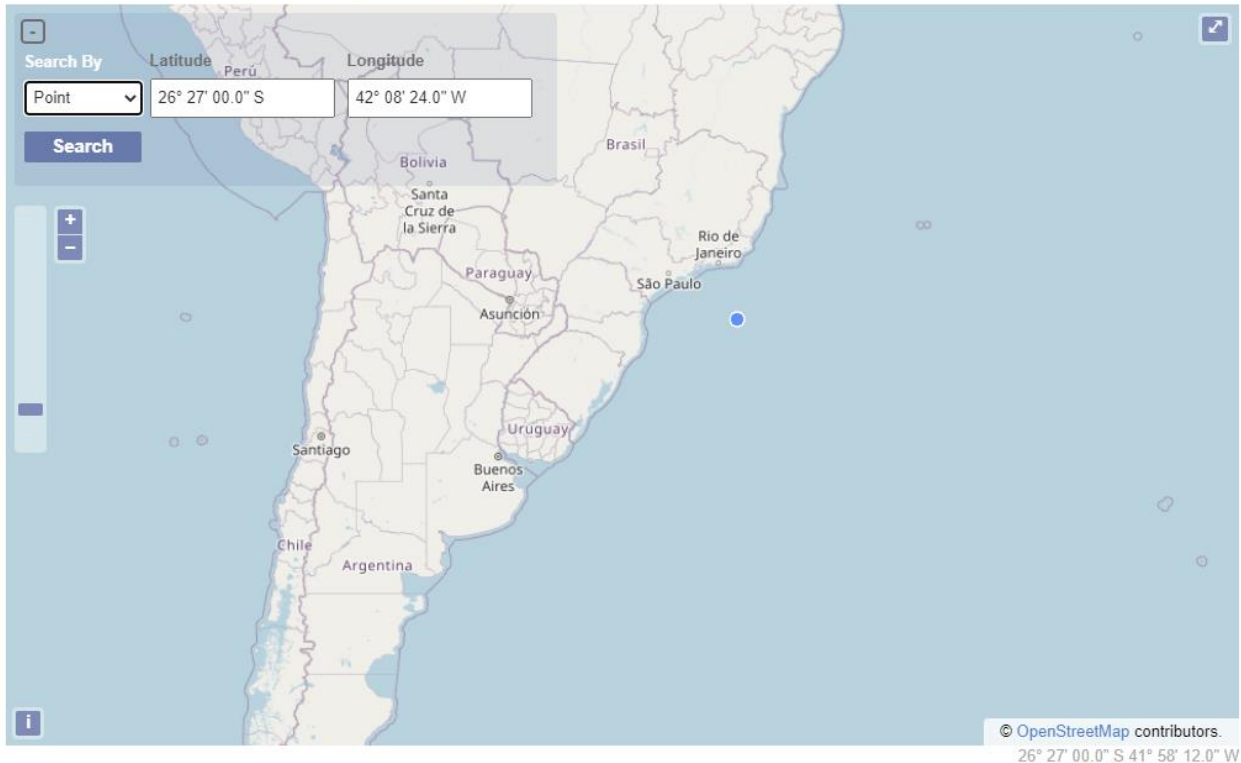 -
Search By Latitude Longitude
Perú
Point 26° 27' 00.0" S 42° 08' 24.0" W
Search
Brasil
Bolivia
Santa
Cruz de
la Sierra
+
−
Rio de
Janeiro
Paraguay
São Paulo
Asunción
Uruguay
Santiago
Buenos
Aires
Chile
Argentina
i
© OpenStreetMap contributors.
26° 27' 00.0" S 41° 58' 12.0" W